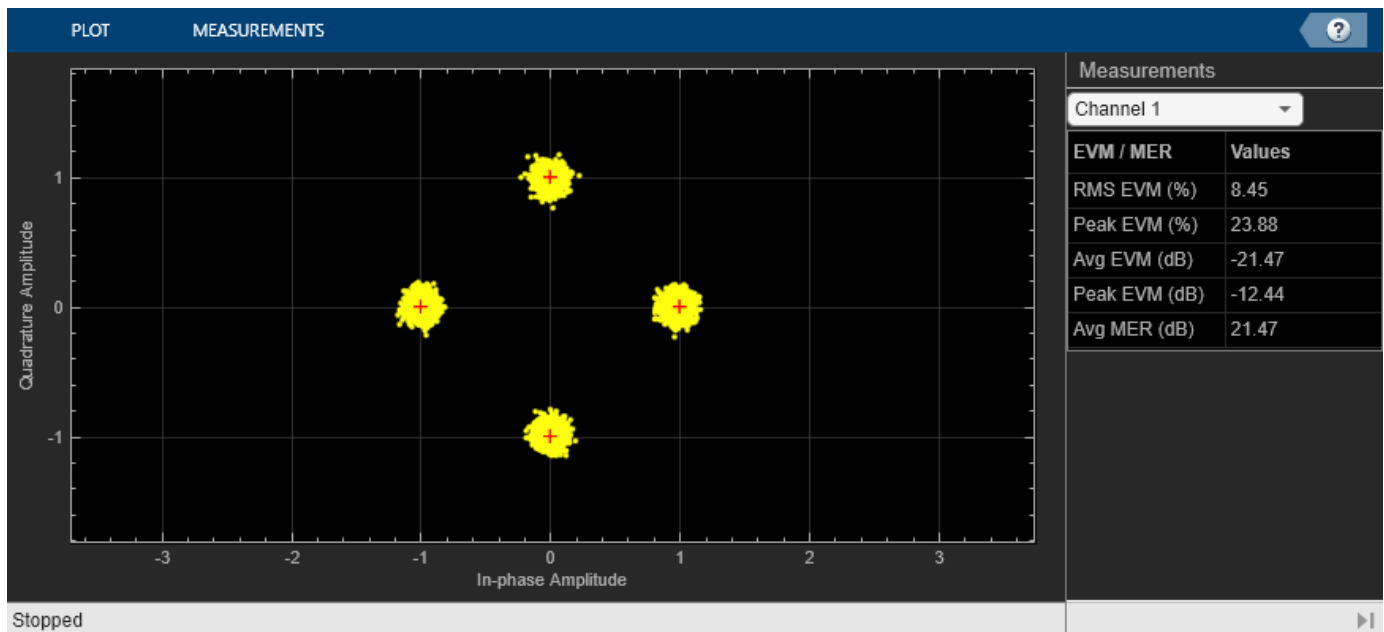 PLOT MEASUREMENTS ?
Measurements
Channel 1
EVM / MER Values
RMS EVM (%) 8.45
Peak EVM (%) 23.88
Avg EVM (dB) -21.47
Peak EVM (dB) -12.44
Avg MER (dB) 21.47
Quadrature Amplitude
1
0
-1
-3 -2 -1 0 1 2 3
In-phase Amplitude
Stopped